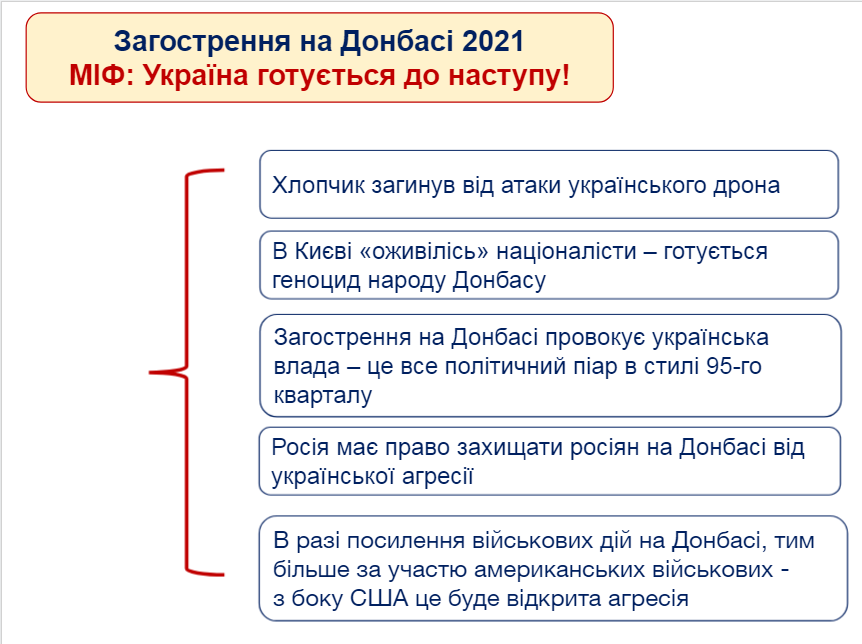 Загострення на Донбасі 2021
МІФ: Україна готується до наступу!
Хлопчик загинув від атаки українського дрона
В Києві «оживілісь» націоналісти – готується
геноцид народу Донбасу
Загострення на Донбасі провокує українська
влада – це все політичний піар в стилі 95-го
кварталу
Росія має право захищати росіян на Донбасі від
української агресії
В разі посилення військових дій на Донбасі, тим
більше за участю американських військових -
з боку США це буде відкрита агресія